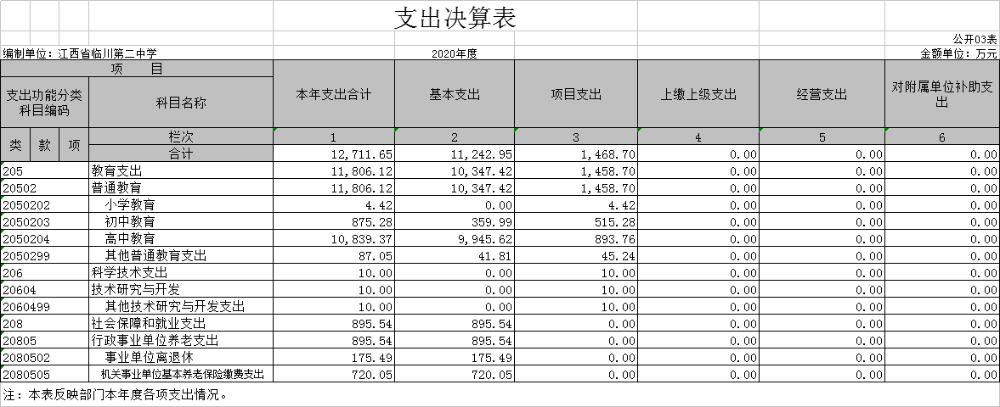 支出决算表
公开03表
编制单位：江西省临川第二中学 2020年度 金额单位：万元
项 目 本年支出合计 基本支出 项目支出 上缴上级支出 经营支出 对附属单位补助支出
支出功能分类科目编码 科目名称
类 款 项 栏次 1 2 3 4 5 6
合计 12,711.65 11,242.95 1,468.70 0.00 0.00 0.00
205 教育支出 11,806.12 10,347.42 1,458.70 0.00 0.00 0.00
20502 普通教育 11,806.12 10,347.42 1,458.70 0.00 0.00 0.00
2050202 小学教育 4.42 0.00 4.42 0.00 0.00 0.00
2050203 初中教育 875.28 359.99 515.28 0.00 0.00 0.00
2050204 高中教育 10,839.37 9,945.62 893.76 0.00 0.00 0.00
2050299 其他普通教育支出 87.05 41.81 45.24 0.00 0.00 0.00
206 科学技术支出 10.00 0.00 10.00 0.00 0.00 0.00
20604 技术研究与开发 10.00 0.00 10.00 0.00 0.00 0.00
2060499 其他技术研究与开发支出 10.00 0.00 10.00 0.00 0.00 0.00
208 社会保障和就业支出 895.54 895.54 0.00 0.00 0.00 0.00
20805 行政事业单位养老支出 895.54 895.54 0.00 0.00 0.00 0.00
2080502 事业单位离退休 175.49 175.49 0.00 0.00 0.00 0.00
2080505 机关事业单位基本养老保险缴费支出 720.05 720.05 0.00 0.00 0.00 0.00
注：本表反映部门本年度各项支出情况。